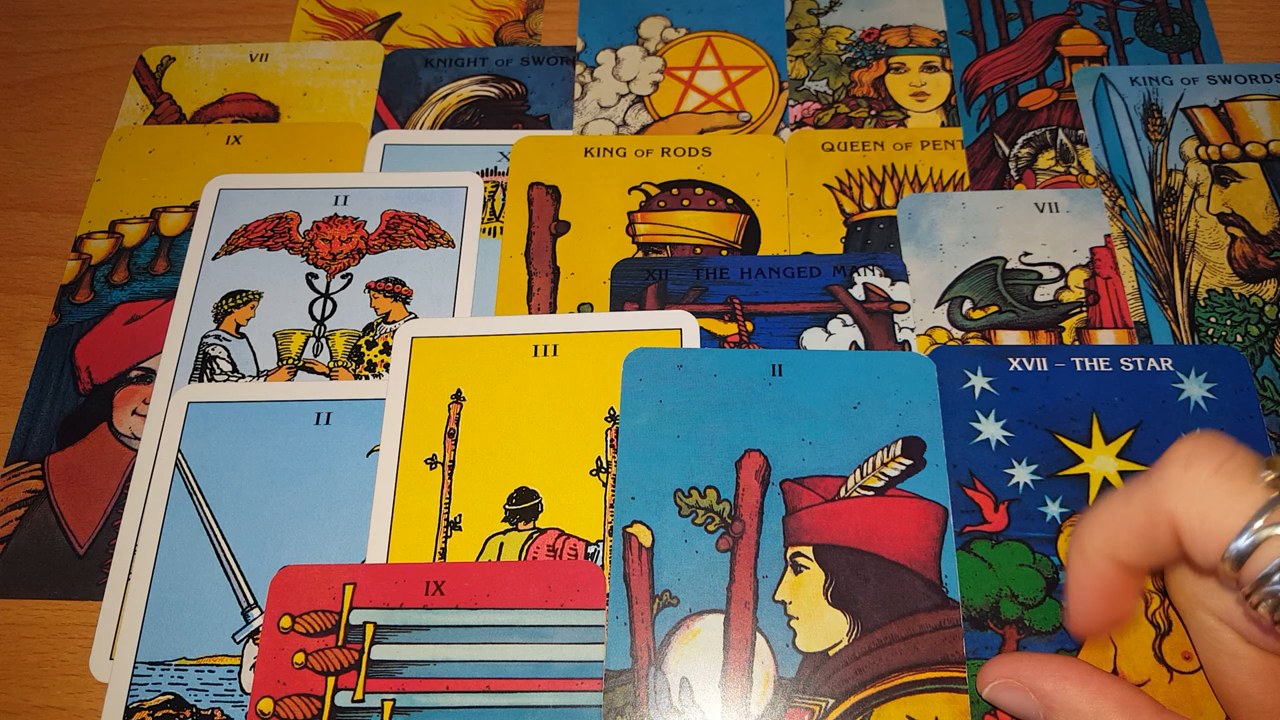 VII
KNIGHT OF SWOR
KING OF SWORDS
IX
X
KING OF RODS
QUEEN OF PENT
II
VII
XII - THE HANGED MAN
III
II
XVII – THE STAR
II
IX